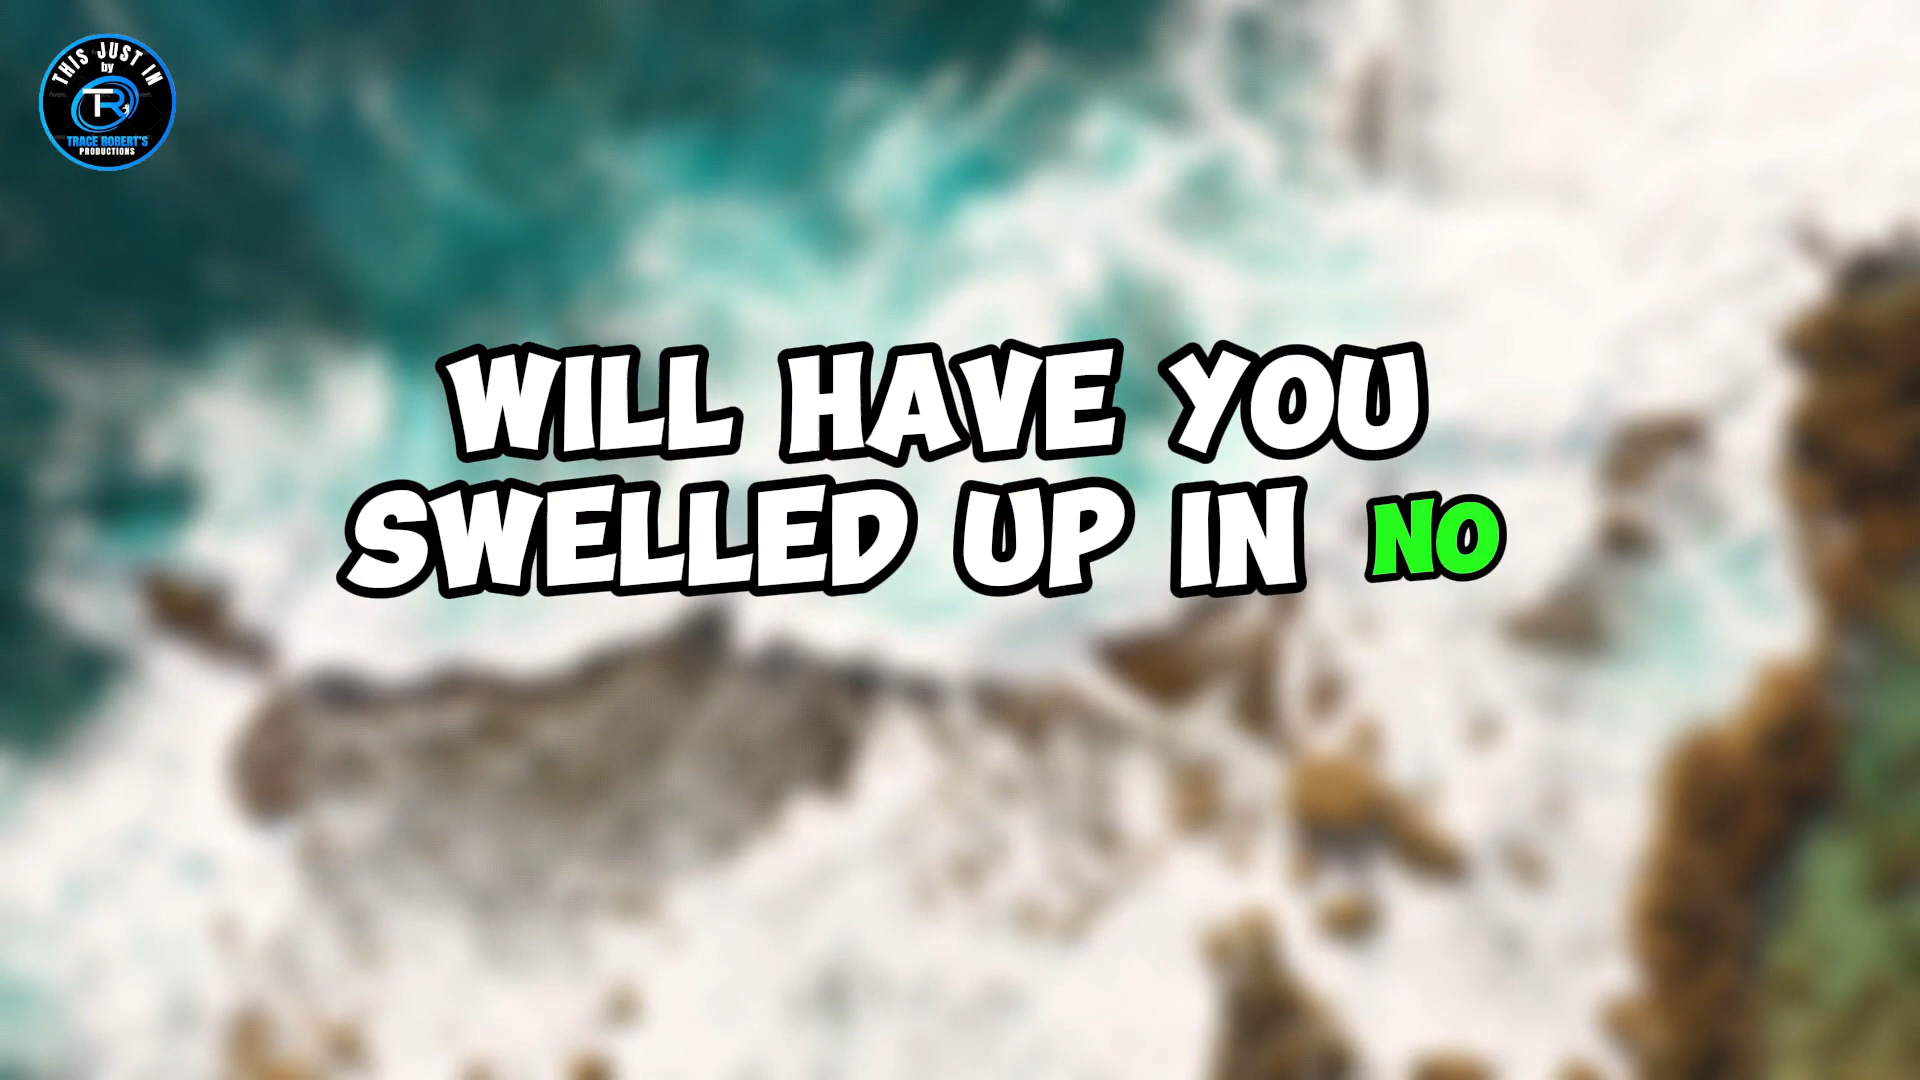 THIS JUST IN
by
TR
TRACE ROBERT'S
PRODUCTIONS
WILL HAVE YOU
SWELLED UP IN NO